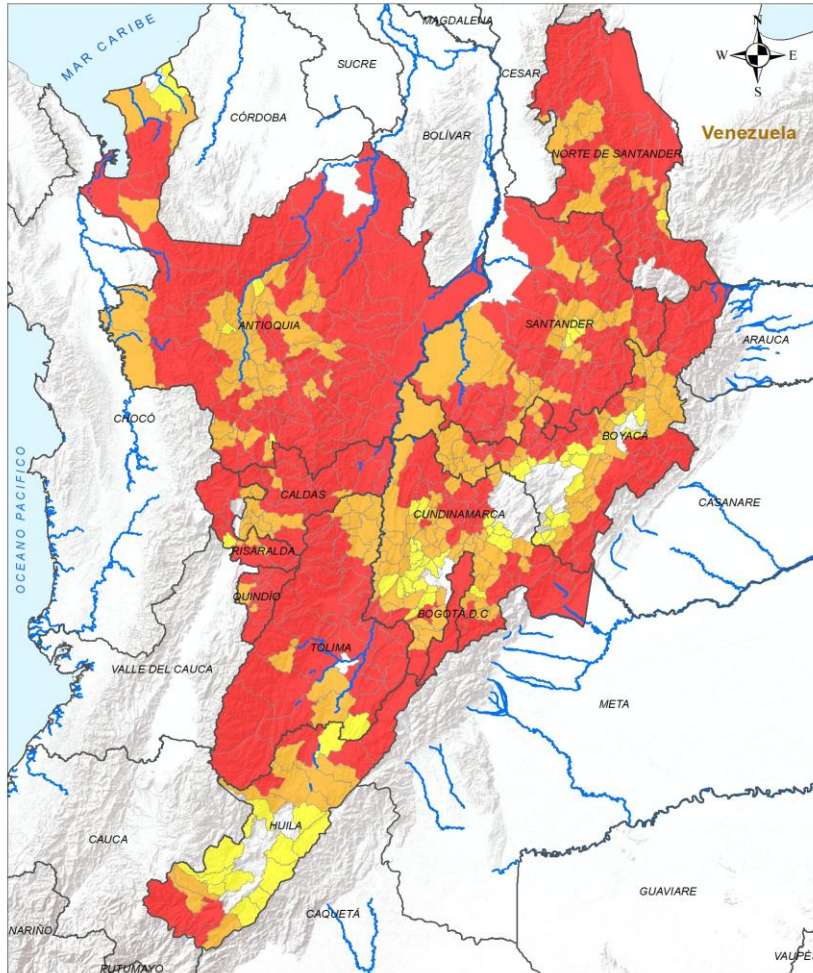 MAGDALENA
N
W E
S
MAR CARIBE
SUCRE
CESAR
CÓRDOBA
BOLÍVAR
Venezuela
NORTE DE SANTANDER
ANTIOQUIA
SANTANDER
ARAUCA
CHOCÓ
BOYACÁ
OCEANO PACIFICO
CALDAS
CUNDINAMARCA
CASANARE
RISARALDA
QUINDÍO
BOGOTÁ D.C
TOLIMA
VALLE DEL CAUCA
META
HUILA
CAUCA
GUAVIARE
CAQUETÁ
NARIÑO
PUTUMAYO
VAUPÉS